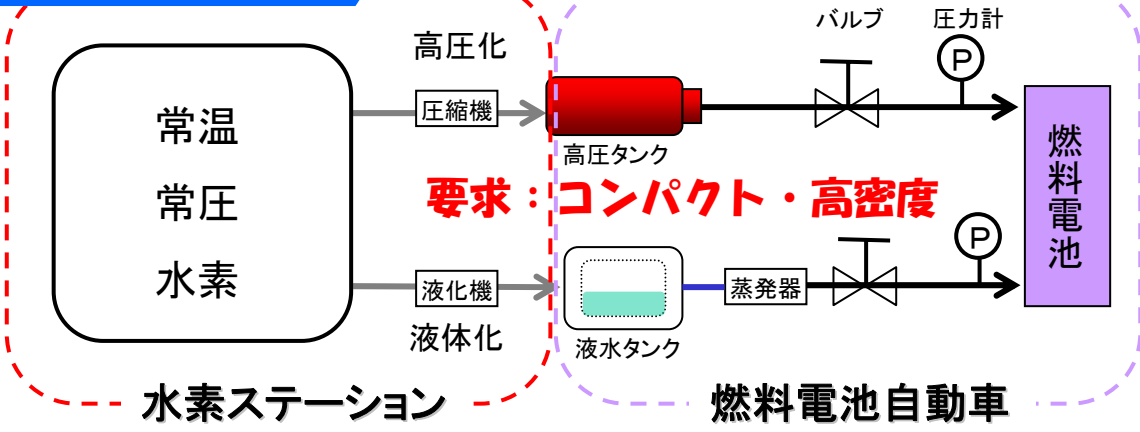 高圧化
バルブ
圧力計
常温
常圧
水素
圧縮機
P
高圧タンク
燃料電池
要求：コンパクト・高密度
液化機
液体化
蒸発器
P
液水タンク
水素ステーション
燃料電池自動車